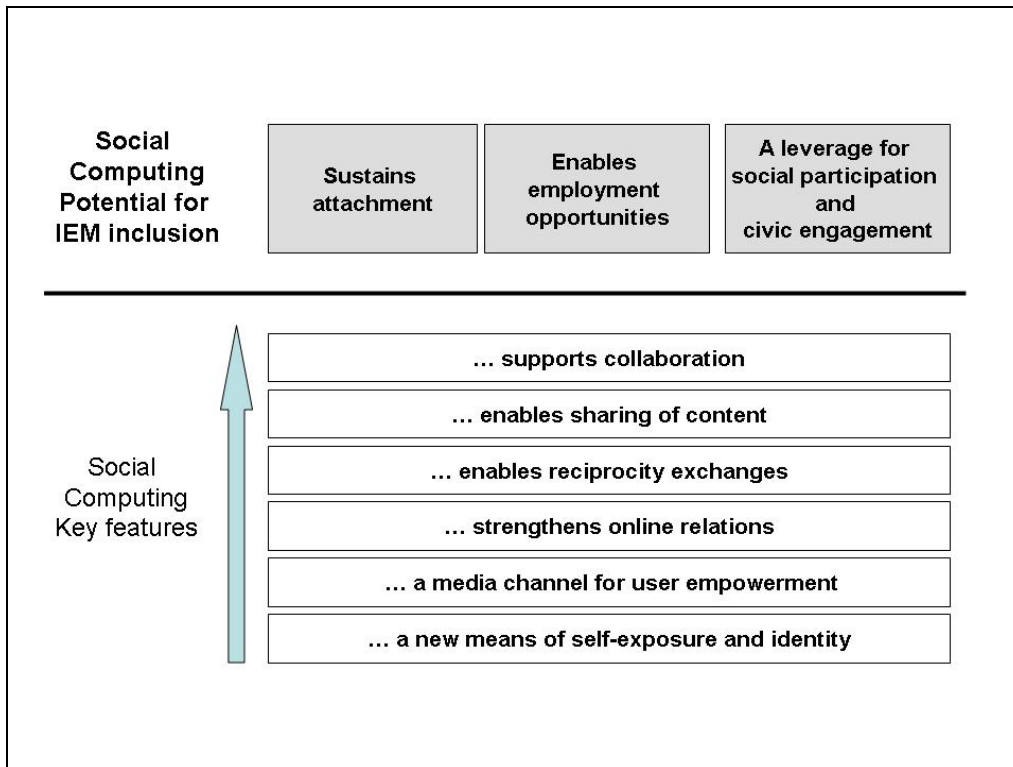 Social
Computing
Potential for
IEM inclusion
Sustains
attachment
Enables
employment
opportunities
A leverage for
social participation
and
civic engagement
Social
Computing
Key features
… supports collaboration
… enables sharing of content
… enables reciprocity exchanges
… strengthens online relations
… a media channel for user empowerment
… a new means of self-exposure and identity